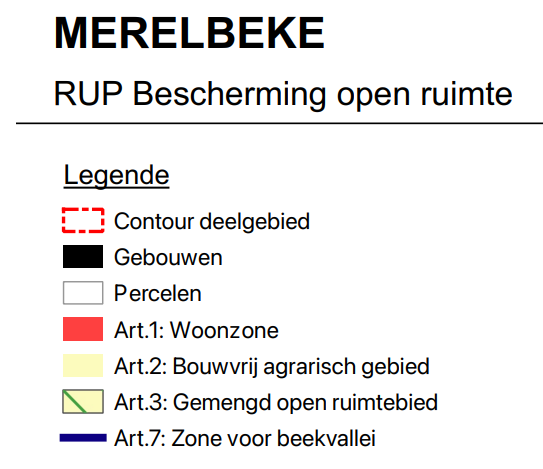 MERELBEKE
RUP Bescherming open ruimte
Legende
Contour deelgebied
Gebouwen
Percelen
Art.1: Woonzone
Art.2: Bouwvrij agrarisch gebied
Art.3: Gemengd open ruimtebied
Art.7: Zone voor beekvallei